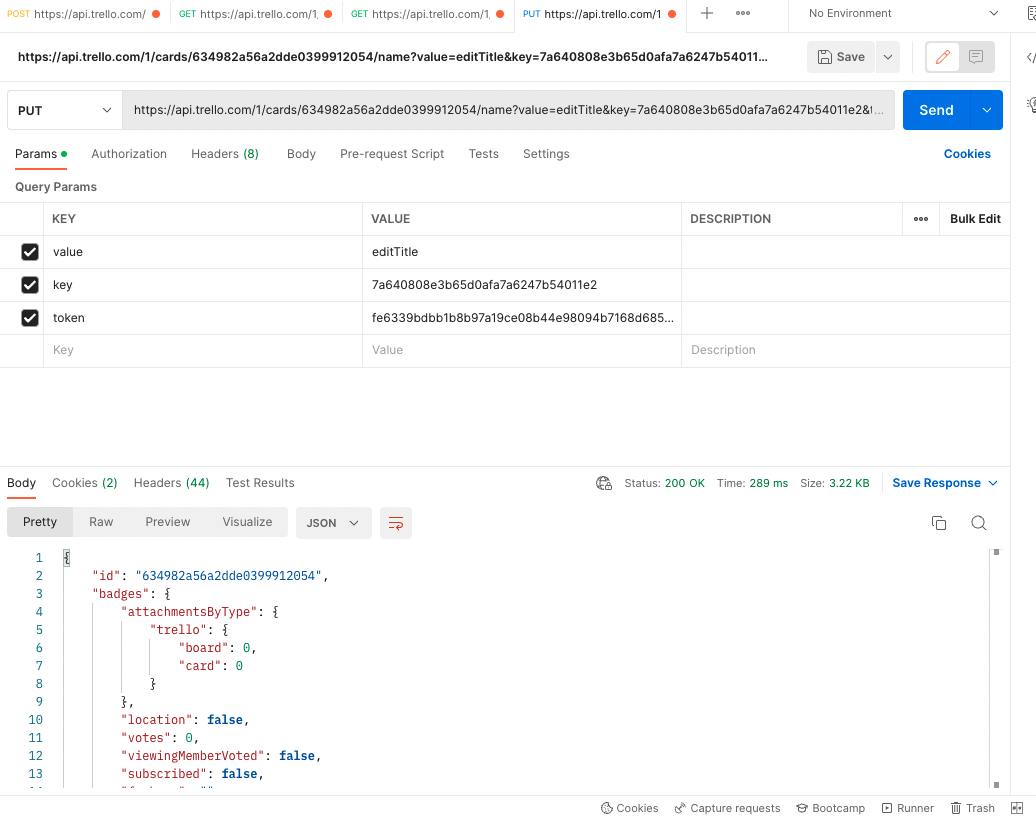 POST https://api.trello.com/
GET https://api.trello.com/1,
GET https://api.trello.com/1,
PUT https://api.trello.com/1
No Environment
https://api.trello.com/1/cards/634982a56a2dde0399912054/name?value=editTitle&key=7a640808e3b65d0afa7a6247b54011...
Save
PUT
https://api.trello.com/1/cards/634982a56a2dde0399912054/name?value=editTitle&key=7a640808e3b65d0afa7a6247b54011e2&t...
Send
Params Authorization Headers (8) Body Pre-request Script Tests Settings Cookies
Query Params
KEY VALUE DESCRIPTION Bulk Edit
value editTitle
key 7a640808e3b65d0afa7a6247b54011e2
token fe6339bdbb1b8b97a19ce08b44e98094b7168d685...
Key Value Description
Body Cookies (2) Headers (44) Test Results Status: 200 OK Time: 289 ms Size: 3.22 KB Save Response
Pretty Raw Preview Visualize JSON
1 {
2 "id": "634982a56a2dde0399912054",
3 "badges": {
4 "attachmentsByType": {
5 "trello": {
6 "board": 0,
7 "card": 0
8 }
9 },
10 "location": false,
11 "votes": 0,
12 "viewingMemberVoted": false,
13 "subscribed": false,
Cookies Capture requests Bootcamp Runner Trash